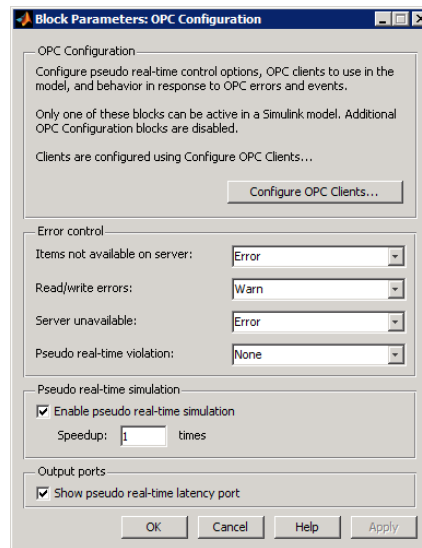 Block Parameters: OPC Configuration
OPC Configuration
Configure pseudo real-time control options, OPC clients to use in the
model, and behavior in response to OPC errors and events.
Only one of these blocks can be active in a Simulink model. Additional
OPC Configuration blocks are disabled.
Clients are configured using Configure OPC Clients...
Configure OPC Clients...
Error control
Items not available on server: Error
Read/write errors: Warn
Server unavailable: Error
Pseudo real-time violation: None
Pseudo real-time simulation
Enable pseudo real-time simulation
Speedup: 1 times
Output ports
Show pseudo real-time latency port
OK Cancel Help Apply